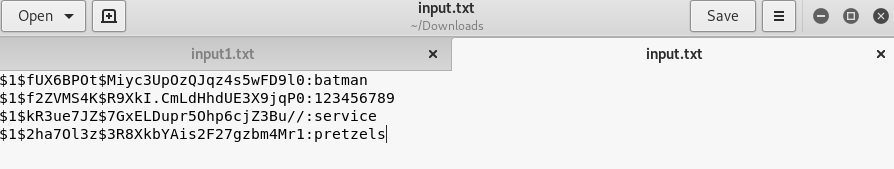 Open
input.txt
~/Downloads
Save
input1.txt
input.txt
$1$fUX6BPOt$Miyc3UpOzQJqz4s5wFD9l0:batman
$1$f2ZVMS4K$R9XkI.CmLdHhdUE3X9jqP0:123456789
$1$kR3ue7JZ$7GxELDupr5Ohp6cjZ3Bu//:service
$1$2ha7Ol3z$3R8XkbYAis2F27gzbm4Mr1:pretzels